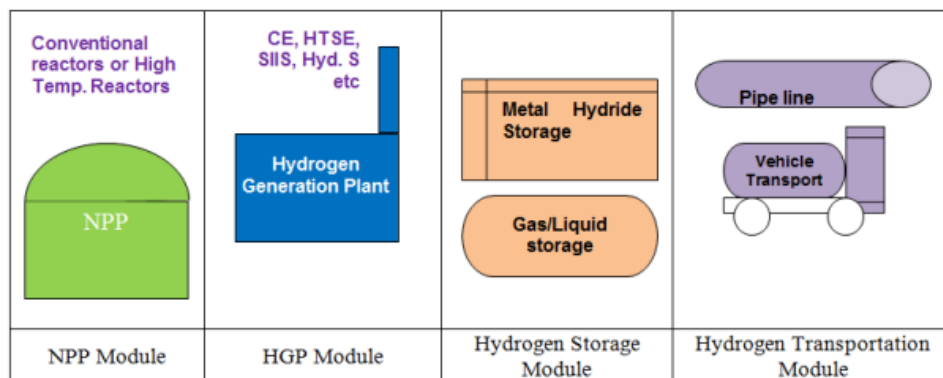 Conventional
reactors or High
Temp. Reactors
NPP
NPP Module
CE, HTSE,
SIIS, Hyd. S
etc
Hydrogen
Generation Plant
HGP Module
Metal Hydride
Storage
Gas/Liquid
storage
Hydrogen Storage
Module
Pipe line
Vehicle
Transport
Hydrogen Transportation
Module